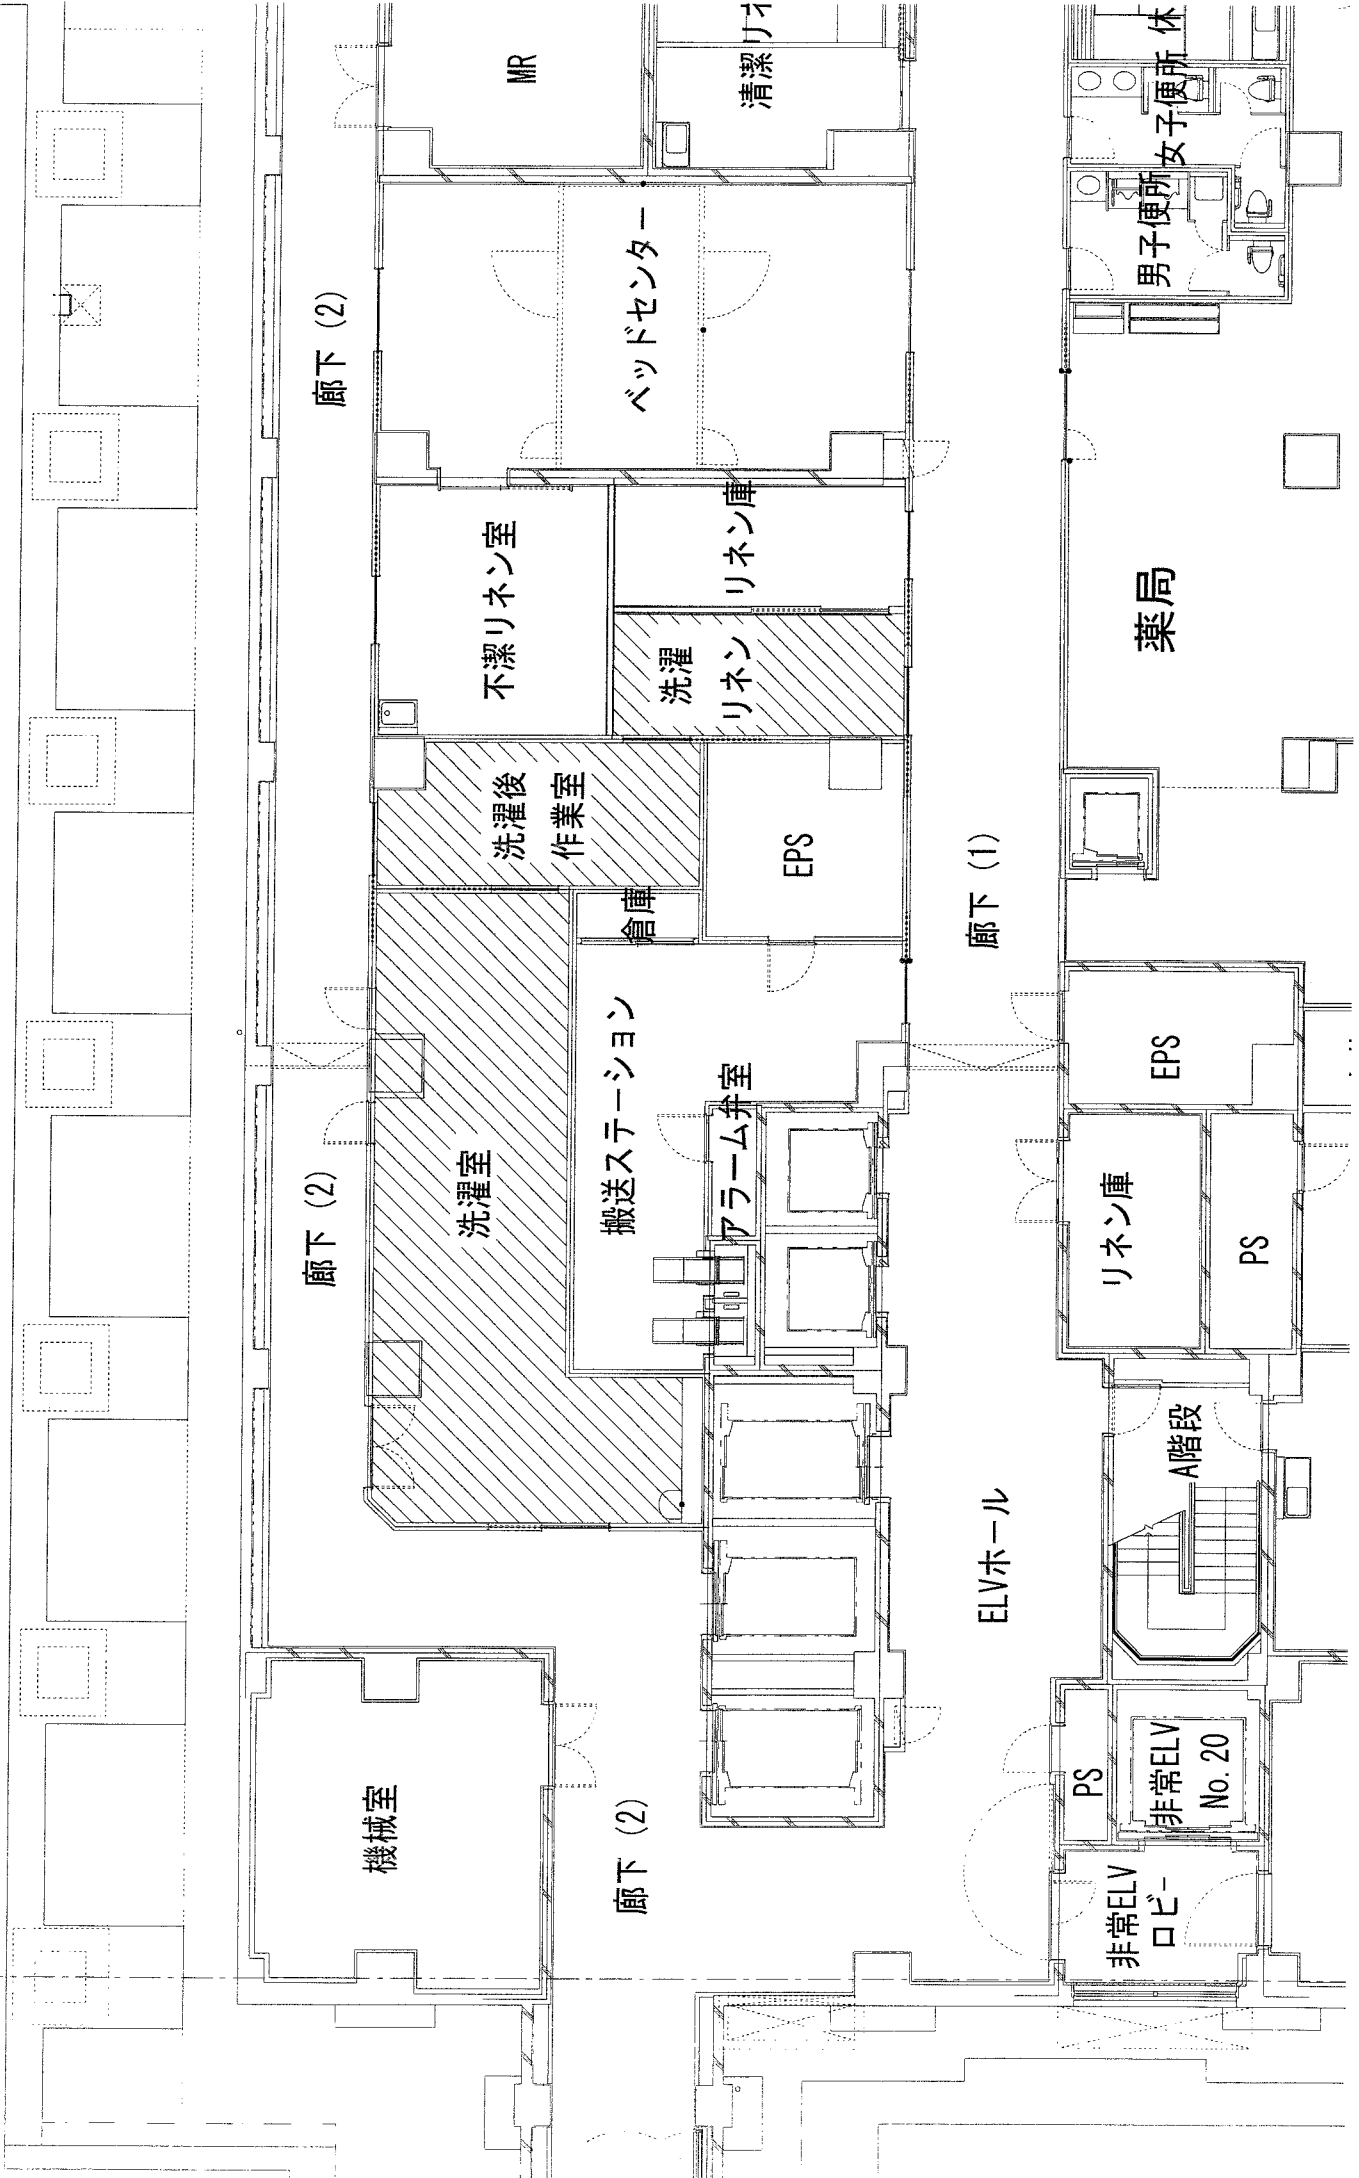 MR
清潔リネ
休
女子便所
男子便所
廊下 (2)
ベッドセンター
不潔リネン室
リネン庫
洗濯
リネン
薬局
洗濯後
作業室
EPS
倉庫
廊下 (1)
搬送ステーション
アラーム弁室
EPS
廊下 (2)
洗濯室
リネン庫
PS
A階段
ELVホール
機械室
廊下 (2)
PS
非常ELV
No. 20
非常ELV
ロビー